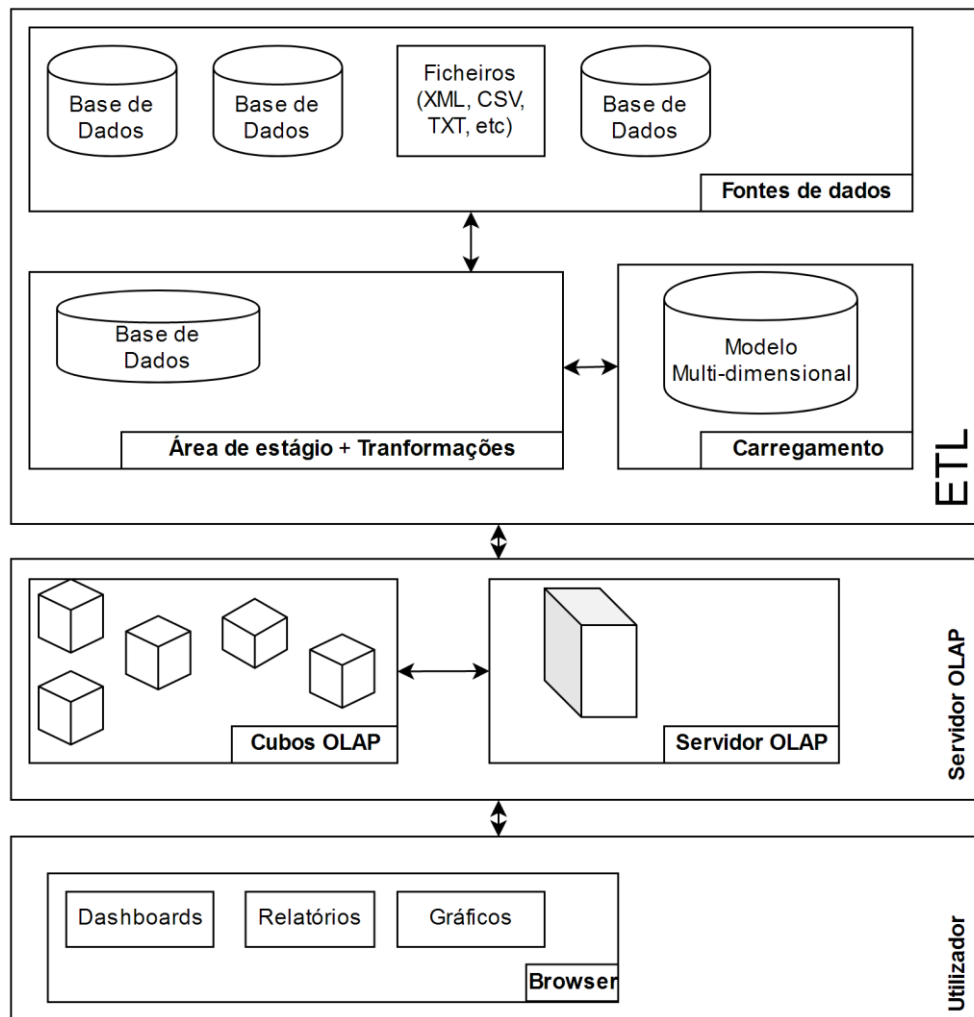 Base de
Dados
Base de
Dados
Ficheiros
(XML, CSV,
TXT, etc)
Base de
Dados
Fontes de dados
Base de
Dados
Área de estágio + Tranformações
Modelo
Multi-dimensional
Carregamento
ETL
Cubos OLAP
Servidor OLAP
Servidor OLAP
Dashboards
Relatórios
Gráficos
Browser
Utilizador